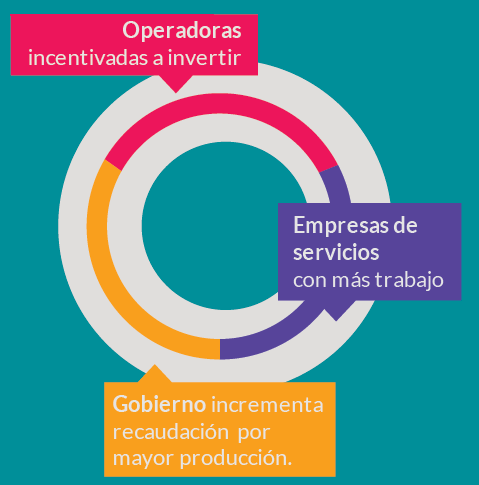 Operadoras
incentivadas a invertir
Empresas de
servicios
con más trabajo
Gobierno incrementa
recaudación por
mayor producción.